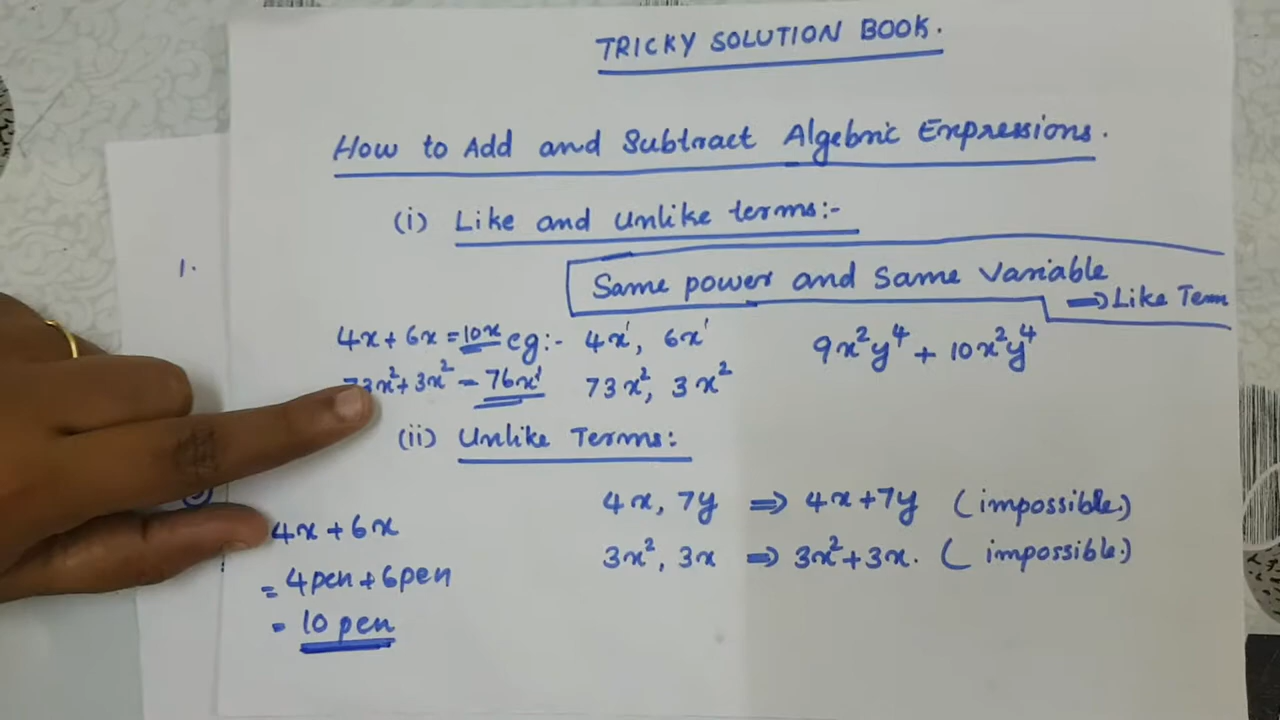 TRICKY SOLUTION BOOK.
How to Add and Subtract Algebric Expressions.
(i) Like and Unlike terms:-
1.
Same power and Same Variable
⇒ Like Term
4x + 6x = 10x eg:- 4x¹, 6x¹
9x²y⁴ + 10x²y⁴
73x² + 3x² = 76x¹ 73x², 3x²
(ii) Unlike Terms:
4x, 7y ⇒ 4x+7y (impossible.)
3x², 3x ⇒ 3x²+3x. (impossible.)
4x + 6x
= 4pen + 6pen
= 10 pen